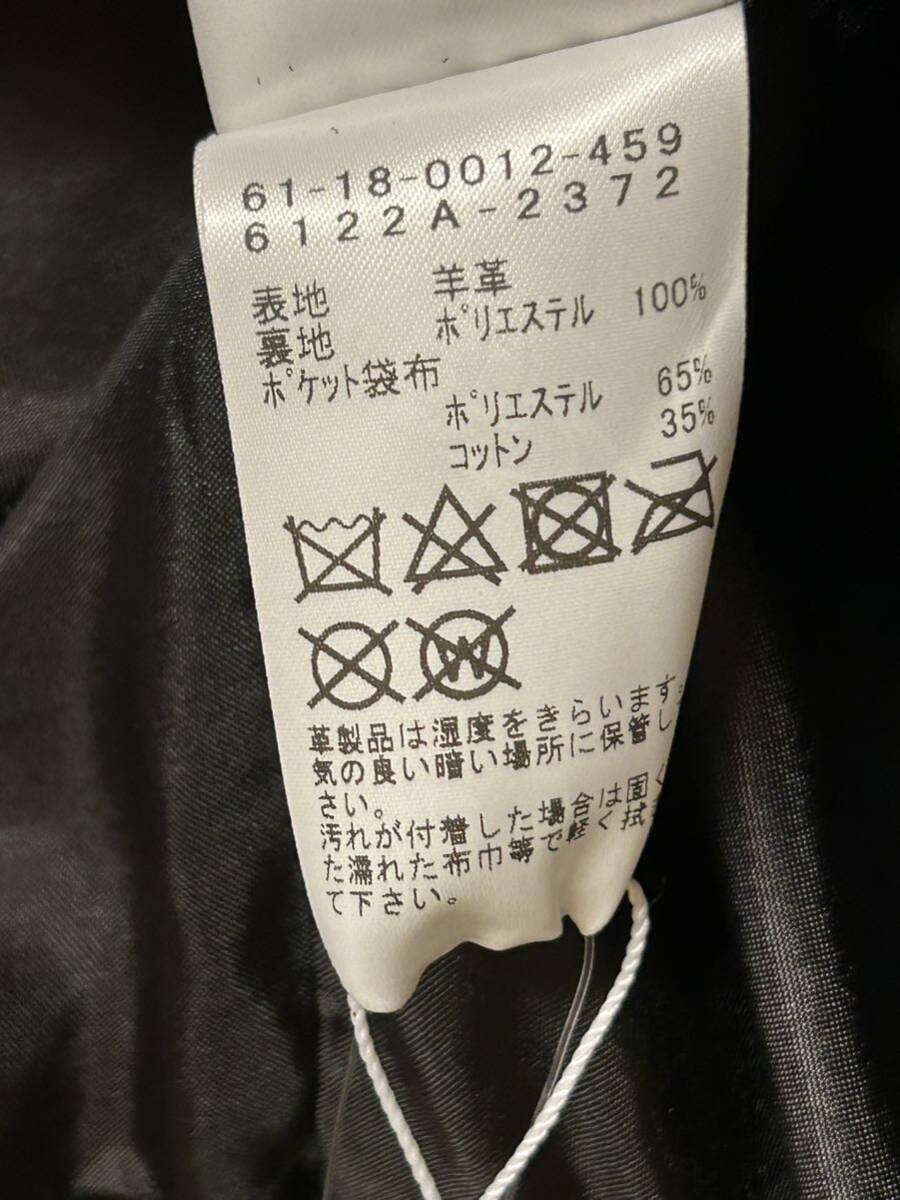 61-18-0012-459
6122A-2372
表地 羊革
裏地 ポリエステル 100%
ポケット袋布
ポリエステル 65%
コットン 35%
W
革製品は湿度をきらいます
気の良い暗い場所に保管し
さい。
汚れが付着した場合は固く
た濡れた布巾等で軽く拭
て下さい。